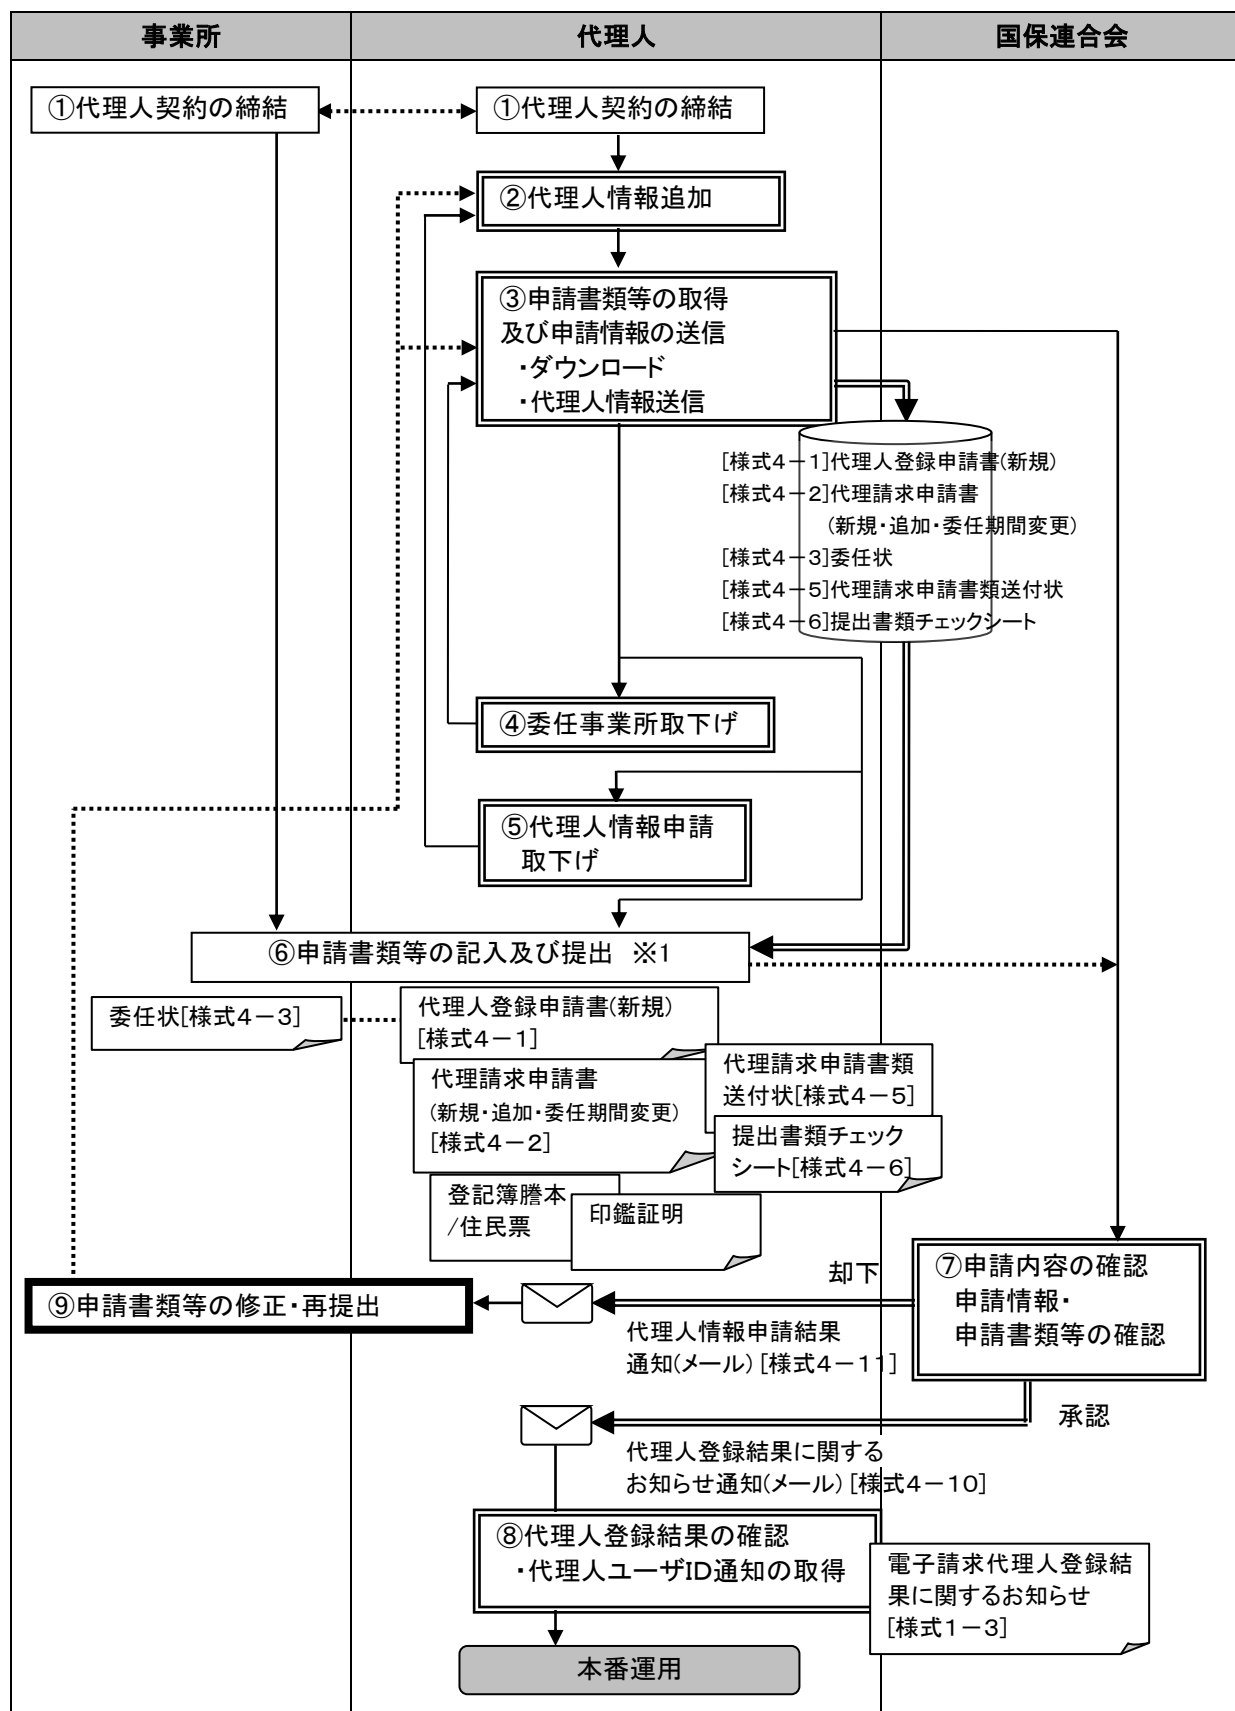 事業所
代理人
国保連合会
①代理人契約の締結
①代理人契約の締結
②代理人情報追加
③申請書類等の取得
及び申請情報の送信
・ダウンロード
・代理人情報送信
[様式4－1]代理人登録申請書(新規)
[様式4－2]代理請求申請書
(新規・追加・委任期間変更)
[様式4－3]委任状
[様式4－5]代理請求申請書類送付状
[様式4－6]提出書類チェックシート
④委任事業所取下げ
⑤代理人情報申請
取下げ
⑥申請書類等の記入及び提出 ※1
委任状[様式4－3]
代理人登録申請書(新規)
[様式4－1]
代理請求申請書
(新規・追加・委任期間変更)
[様式4－2]
代理請求申請書類
送付状[様式4－5]
提出書類チェック
シート[様式4－6]
登記簿謄本
/住民票
印鑑証明
⑦申請内容の確認
申請情報・
申請書類等の確認
却下
⑨申請書類等の修正・再提出
代理人情報申請結果
通知(メール) [様式4－11]
承認
代理人登録結果に関する
お知らせ通知(メール) [様式4－10]
⑧代理人登録結果の確認
・代理人ユーザID通知の取得
電子請求代理人登録結
果に関するお知らせ
[様式1－3]
本番運用